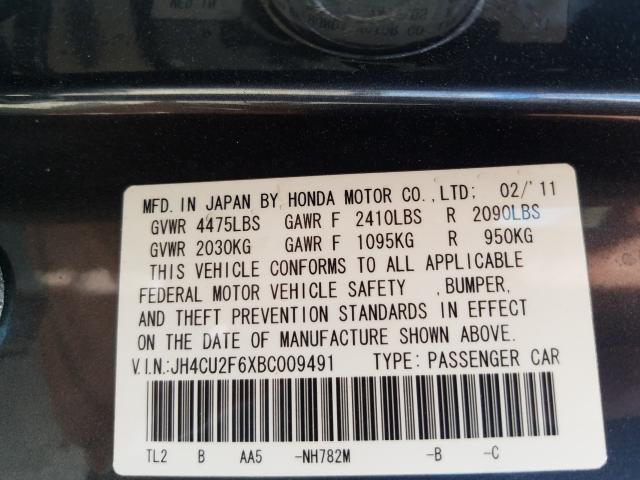 MFD. IN JAPAN BY HONDA MOTOR CO., LTD; 02/'11
GVWR 4475LBS GAWR F 2410LBS R 2090LBS
GVWR 2030KG GAWR F 1095KG R 950KG
THIS VEHICLE CONFORMS TO ALL APPLICABLE
FEDERAL MOTOR VEHICLE SAFETY , BUMPER,
AND THEFT PREVENTION STANDARDS IN EFFECT
ON THE DATE OF MANUFACTURE SHOWN ABOVE.
V.I.N.:JH4CU2F6XBC009491 TYPE: PASSENGER CAR
TL2 B AA5 -NH782M -B -C